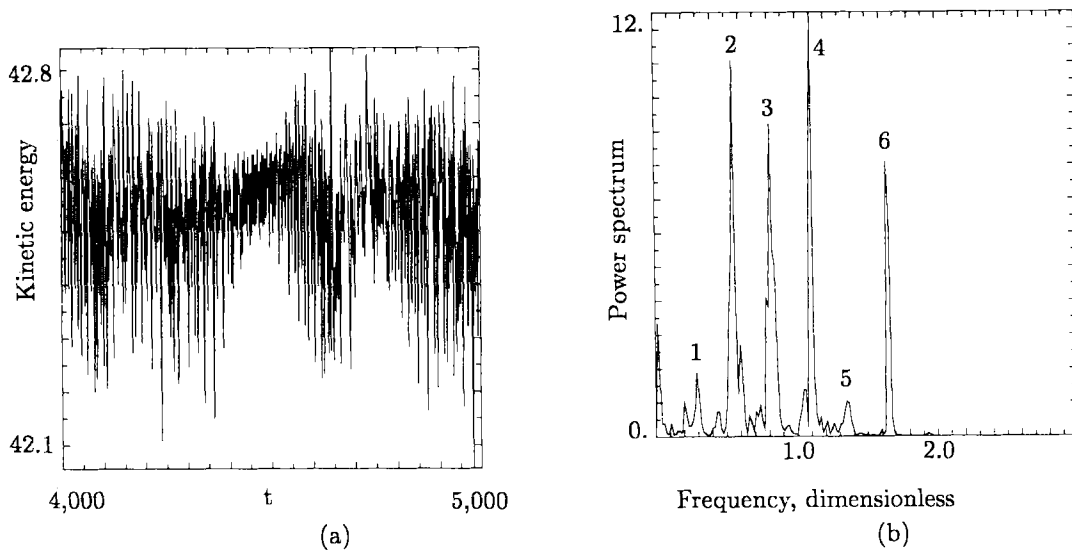 42.8
Kinetic energy
42.1
4,000
t
5,000
(a)
12.
Power spectrum
0.
1
2
3
4
5
6
1.0
2.0
Frequency, dimensionless
(b)